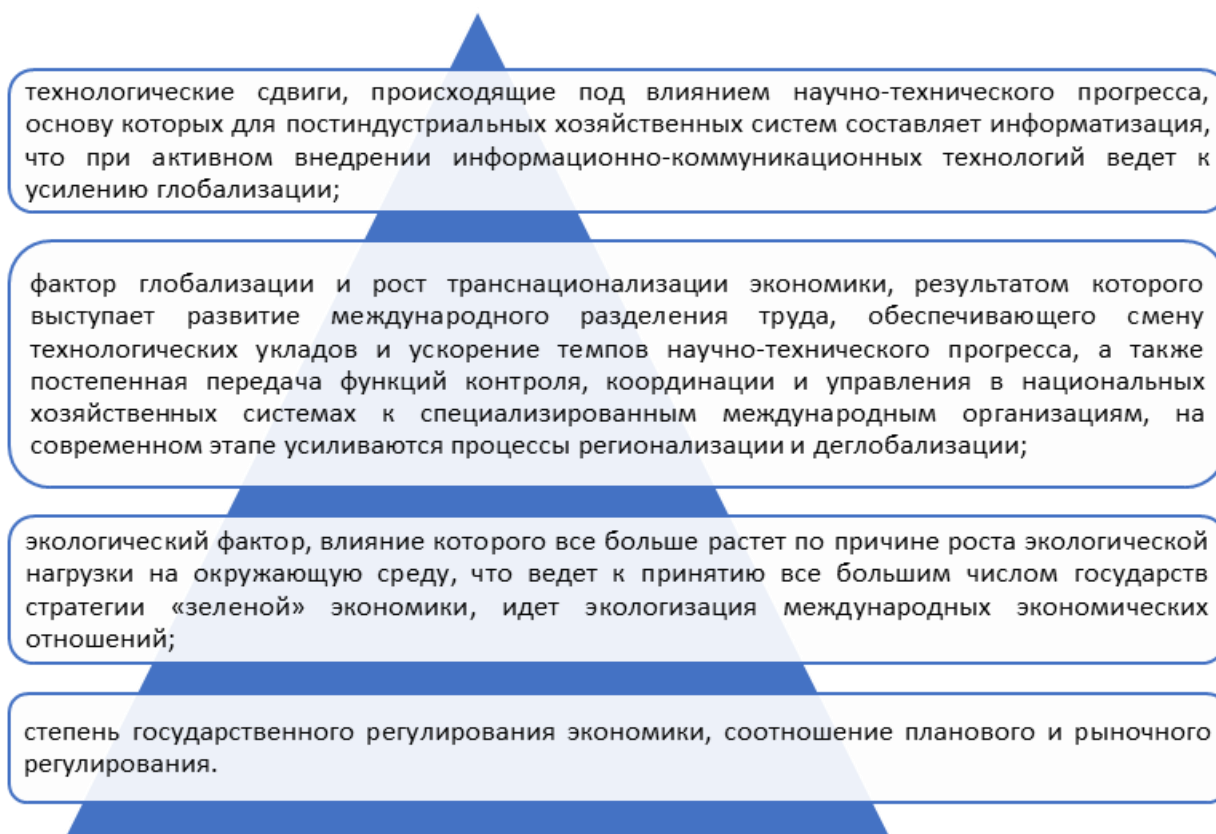 технологические сдвиги, происходящие под влиянием научно-технического прогресса,
основу которых для постиндустриальных хозяйственных систем составляет информатизация,
что при активном внедрении информационно-коммуникационных технологий ведет к
усилению глобализации;
фактор глобализации и рост транснационализации экономики, результатом которого
выступает развитие международного разделения труда, обеспечивающего смену
технологических укладов и ускорение темпов научно-технического прогресса, а также
постепенная передача функций контроля, координации и управления в национальных
хозяйственных системах к специализированным международным организациям, на
современном этапе усиливаются процессы регионализации и деглобализации;
экологический фактор, влияние которого все больше растет по причине роста экологической
нагрузки на окружающую среду, что ведет к принятию все большим числом государств
стратегии «зеленой» экономики, идет экологизация международных экономических
отношений;
степень государственного регулирования экономики, соотношение планового и рыночного
регулирования.